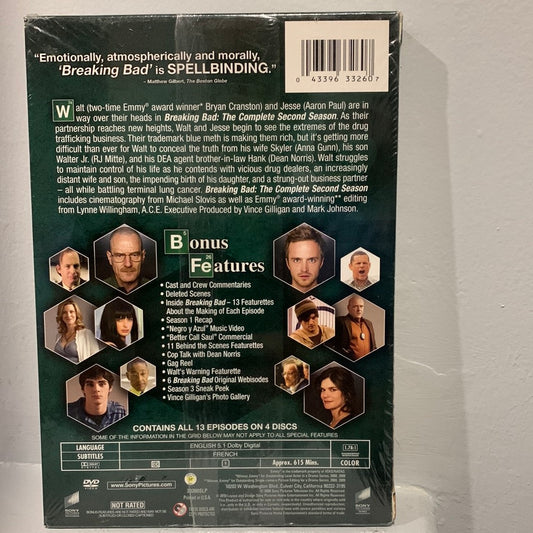 "Emotionally, atmospherically and morally,
'Breaking Bad' is SPELLBINDING."
– Matthew Gilbert, The Boston Globe
0 43396 33260 7
Walt (two-time Emmy® award winner* Bryan Cranston) and Jesse (Aaron Paul) are in
way over their heads in Breaking Bad: The Complete Second Season. As their
partnership reaches new heights, Walt and Jesse begin to see the extremes of the drug
trafficking business. Their trademark blue meth is making them rich, but it's getting more
difficult than ever for Walt to conceal the truth from his wife Skyler (Anna Gunn), his son
Walter Jr. (RJ Mitte), and his DEA agent brother-in-law Hank (Dean Norris). Walt struggles
to maintain control of his life as he contends with vicious drug dealers, an increasingly
distant wife and son, the impending birth of his daughter, and a strung-out business partner
– all while battling terminal lung cancer. Breaking Bad: The Complete Second Season
includes cinematography from Michael Slovis as well as Emmy® award-winning** editing
from Lynne Willingham, A.C.E. Executive Produced by Vince Gilligan and Mark Johnson.
Bonus
Features
• Cast and Crew Commentaries
• Deleted Scenes
• Inside Breaking Bad – 13 Featurettes
About the Making of Each Episode
• Season 1 Recap
• "Negro y Azul" Music Video
• "Better Call Saul" Commercial
• 11 Behind the Scenes Featurettes
• Cop Talk with Dean Norris
• Gag Reel
• Walt's Warning Featurette
• 6 Breaking Bad Original Webisodes
• Season 3 Sneak Peek
• Vince Gilligan's Photo Gallery
CONTAINS ALL 13 EPISODES ON 4 DISCS
SOME OF THE INFORMATION IN THE GRID BELOW MAY NOT APPLY TO ALL SPECIAL FEATURES
LANGUAGE ENGLISH 5.1 Dolby Digital
SUBTITLES FRENCH
1 Approx. 615 Mins. COLOR
DVD www.SonyPictures.com
NOT RATED
SONY
SONY